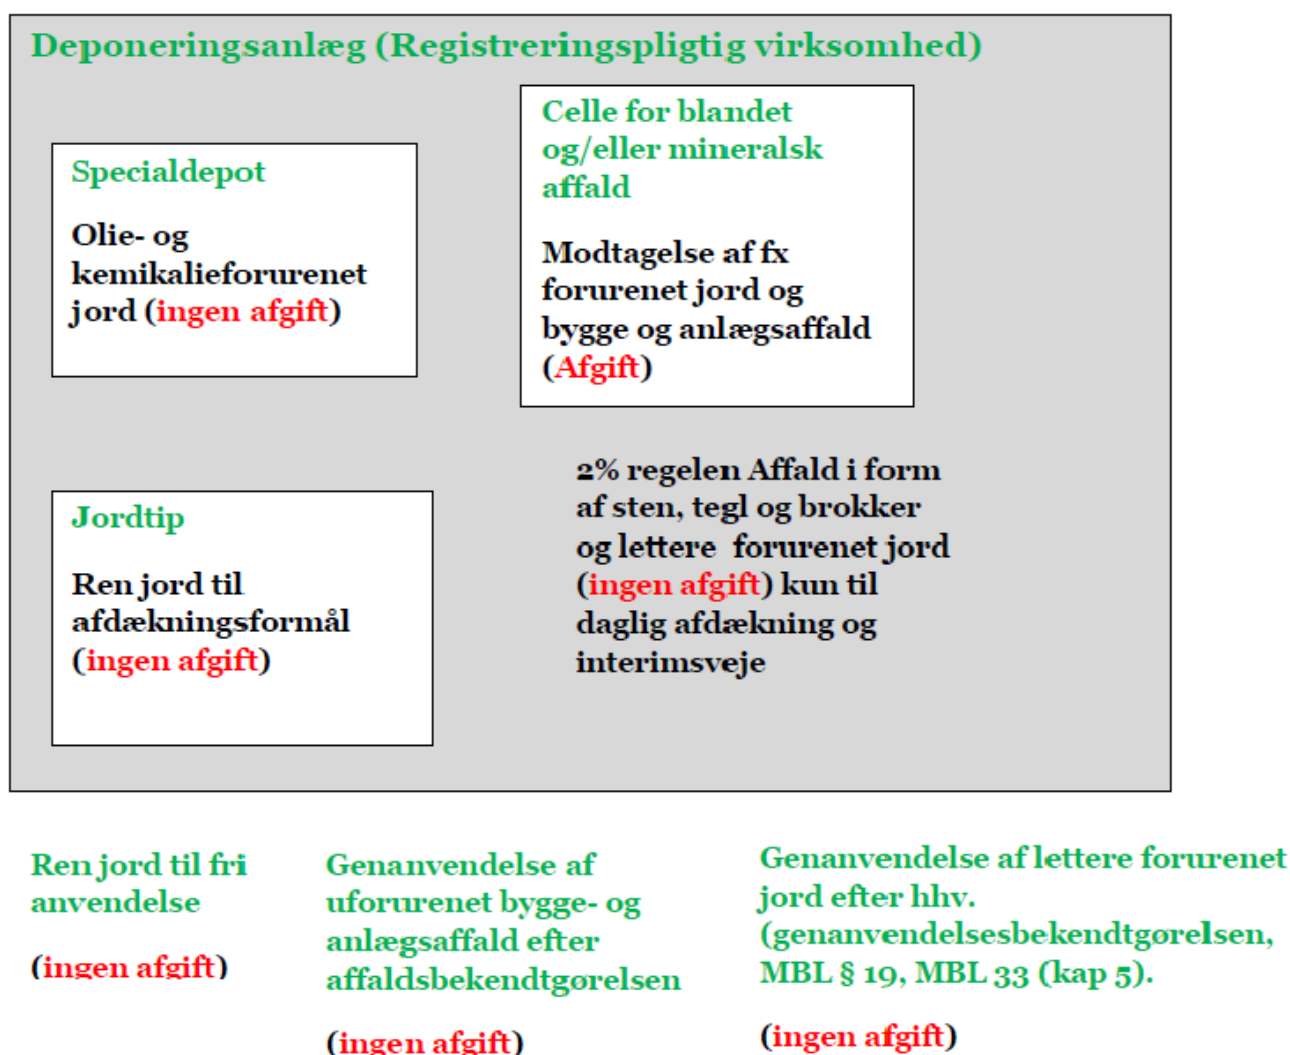 Deponeringsanlæg (Registreringspligtig virksomhed)
Specialdepot
Olie- og
kemikalieforurenet
jord (ingen afgift)
Celle for blandet
og/eller mineralsk
affald
Modtagelse af fx
forurenet jord og
bygge og anlægsaffald
(Afgift)
Jordtip
Ren jord til
afdækningsformål
(ingen afgift)
2% regelen Affald i form
af sten, tegl og brokker
og lettere forurenet jord
(ingen afgift) kun til
daglig afdækning og
interimsveje
Ren jord til fri
anvendelse
(ingen afgift)
Genanvendelse af
uforurenet bygge- og
anlægsaffald efter
affaldsbekendtgørelsen
(ingen afgift)
Genanvendelse af lettere forurenet
jord efter hhv.
(genanvendelsesbekendtgørelsen,
MBL § 19, MBL 33 (kap 5).
(ingen afgift)